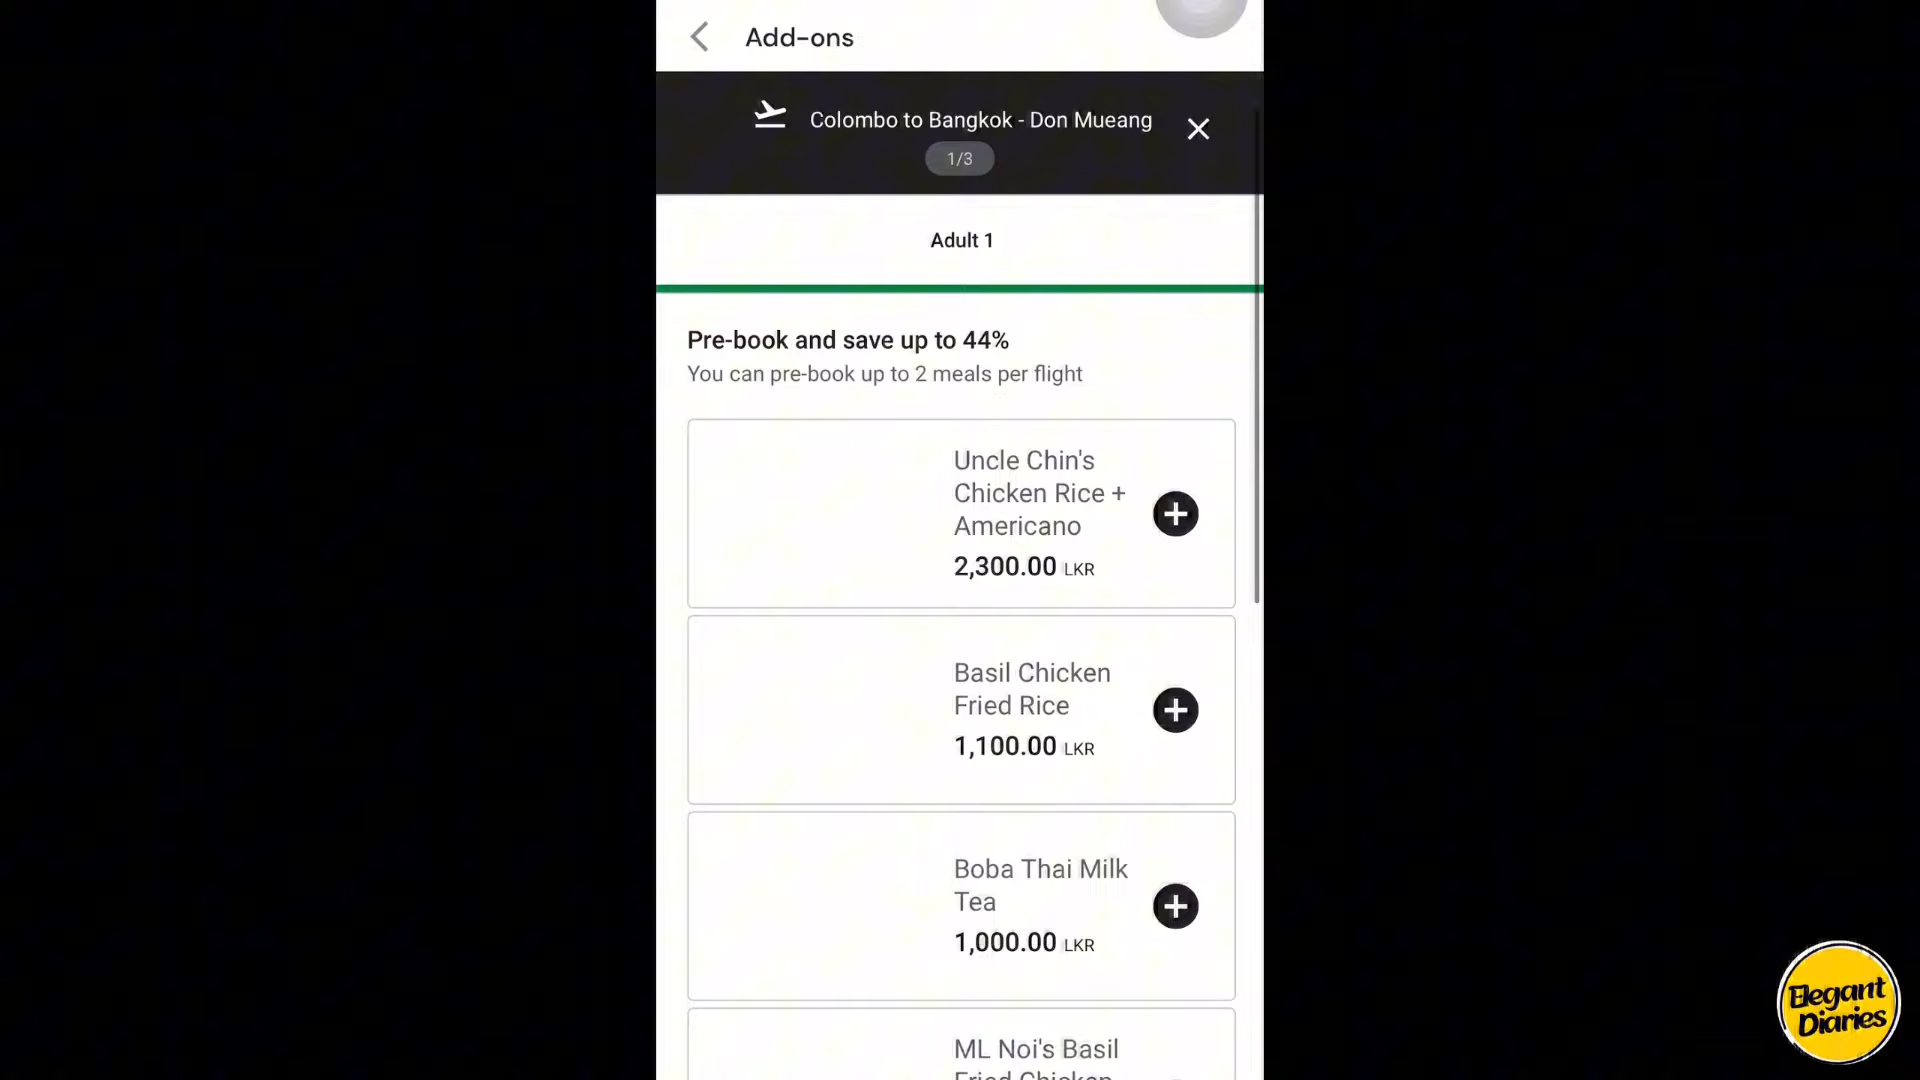 Add-ons
Colombo to Bangkok - Don Mueang
1/3
Adult 1
Pre-book and save up to 44%
You can pre-book up to 2 meals per flight
Uncle Chin's
Chicken Rice +
Americano
2,300.00 LKR
Basil Chicken
Fried Rice
1,100.00 LKR
Boba Thai Milk
Tea
1,000.00 LKR
ML Noi's Basil
Fried Chicken
Elegant
Diaries